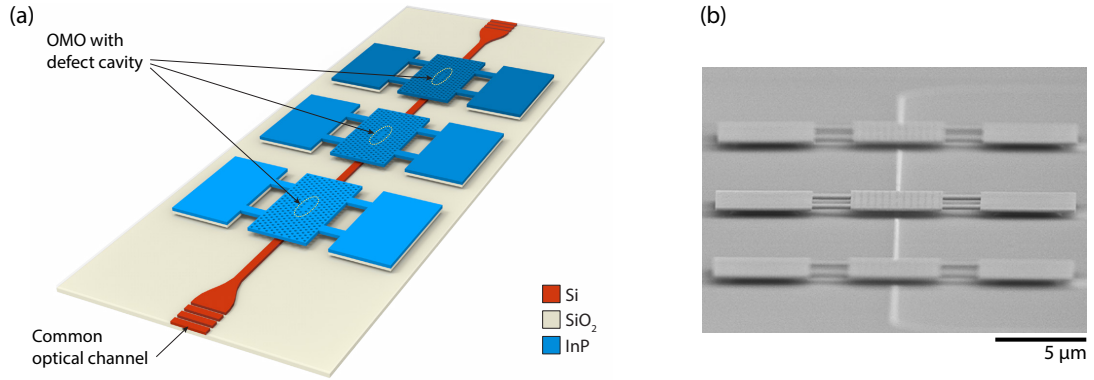 (a)
OMO with
defect cavity
Si
SiO₂
InP
Common
optical channel
(b)
5 μm